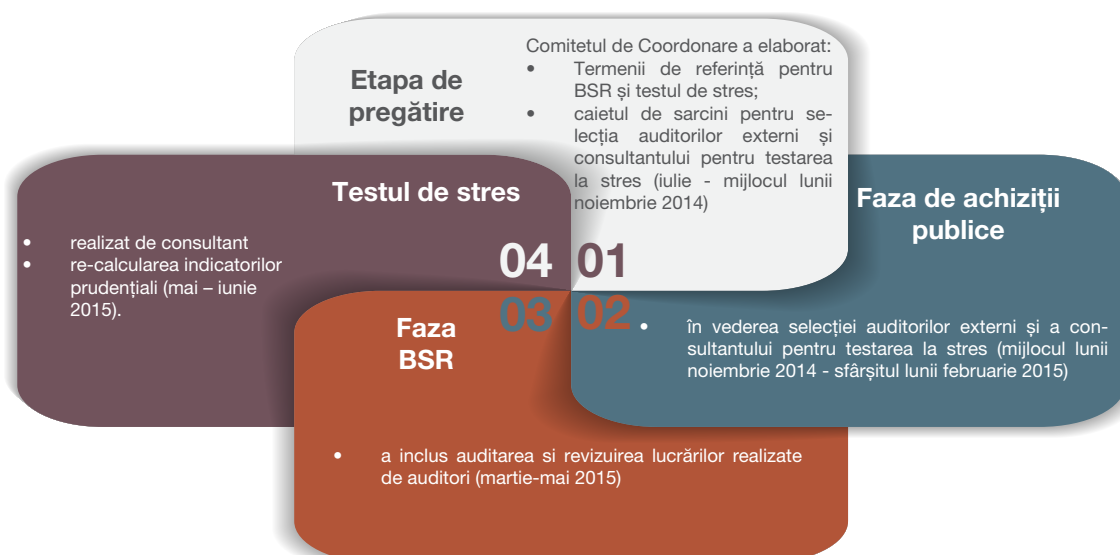 Etapa de
pregătire
Comitetul de Coordonare a elaborat:
• Termenii de referință pentru
BSR și testul de stres;
• caietul de sarcini pentru se-
lecția auditorilor externi și
consultantului pentru testarea
la stres (iulie - mijlocul lunii
noiembrie 2014)
01
Faza de achiziții
publice
02
• în vederea selecției auditorilor externi și a con-
sultantului pentru testarea la stres (mijlocul lunii
noiembrie 2014 - sfârșitul lunii februarie 2015)
03
Faza
BSR
• a inclus auditarea si revizuirea lucrărilor realizate
de auditori (martie-mai 2015)
04
Testul de stres
• realizat de consultant
• re-calcularea indicatorilor
prudențiali (mai – iunie
2015).